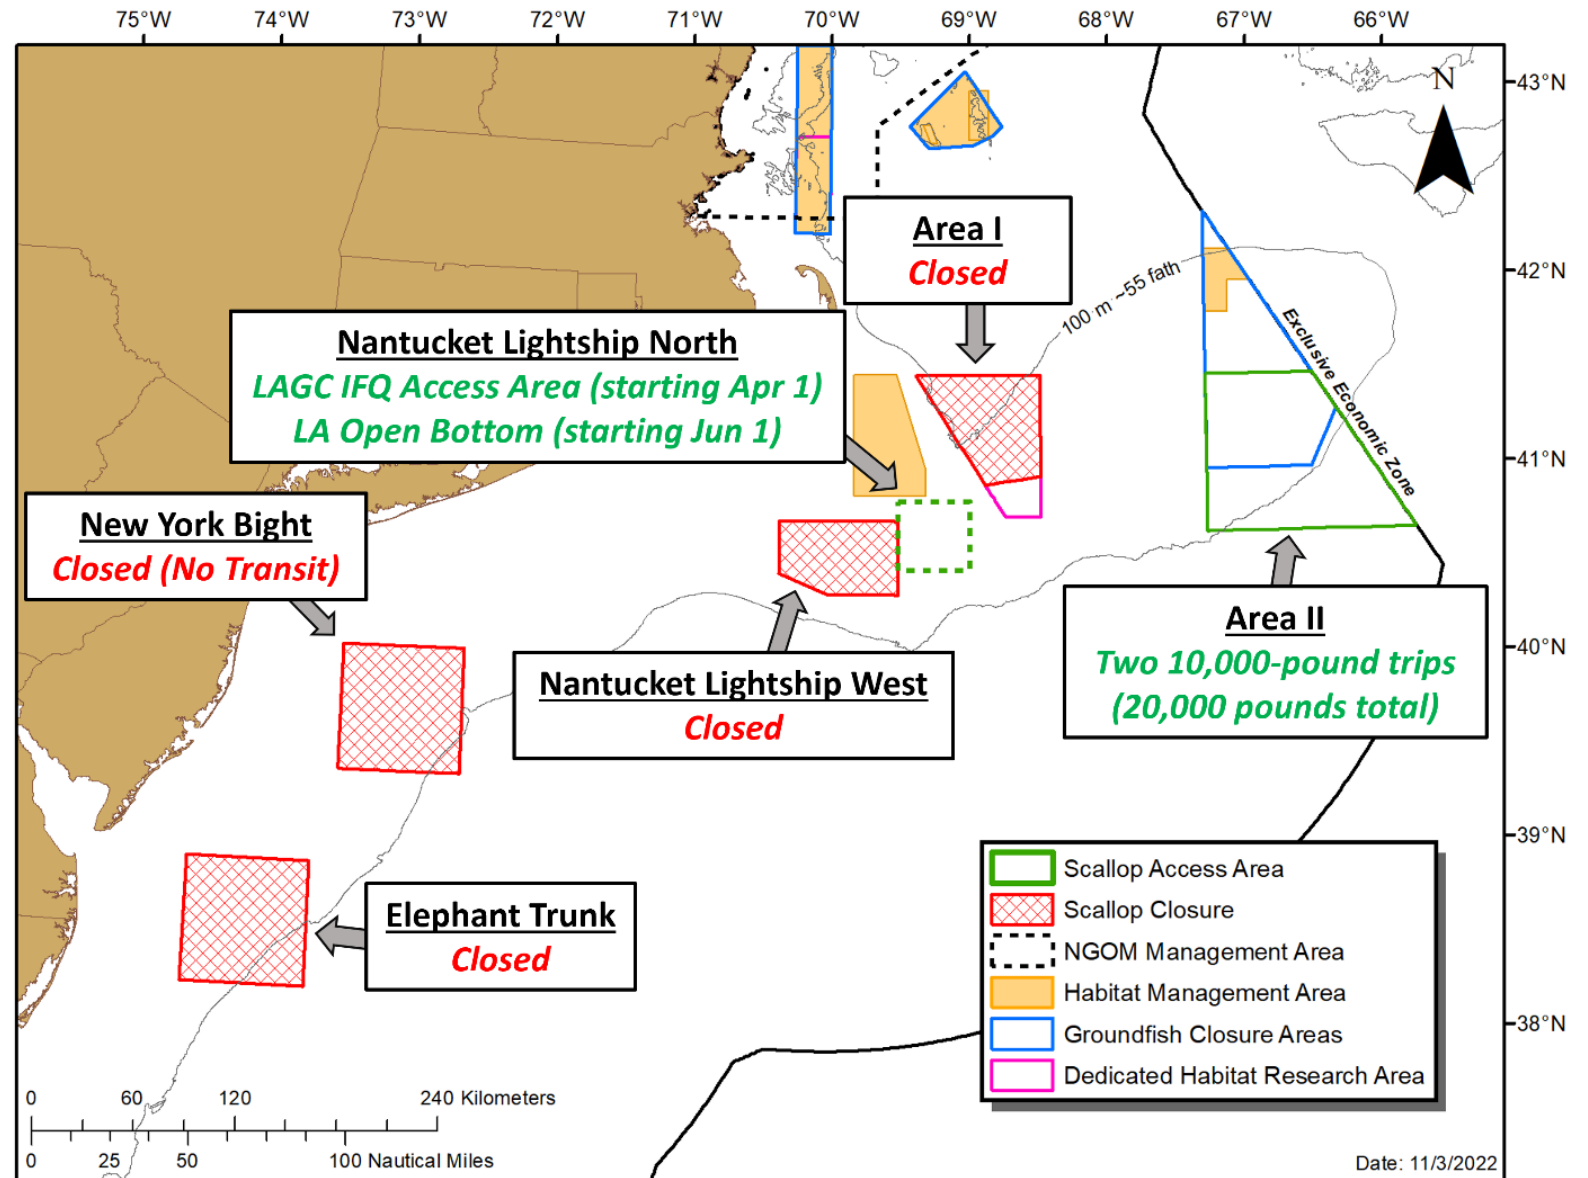 75°W 74°W 73°W 72°W 71°W 70°W 69°W 68°W 67°W 66°W
43°N
N
Area I
Closed
42°N
100 m ~55 fath
Exclusive Economic Zone
Nantucket Lightship North
LAGC IFQ Access Area (starting Apr 1)
LA Open Bottom (starting Jun 1)
41°N
New York Bight
Closed (No Transit)
Area II
Two 10,000-pound trips
(20,000 pounds total)
40°N
Nantucket Lightship West
Closed
39°N
Elephant Trunk
Closed
Scallop Access Area
Scallop Closure
NGOM Management Area
Habitat Management Area
Groundfish Closure Areas
Dedicated Habitat Research Area
38°N
0 60 120 240 Kilometers
0 25 50 100 Nautical Miles
Date: 11/3/2022